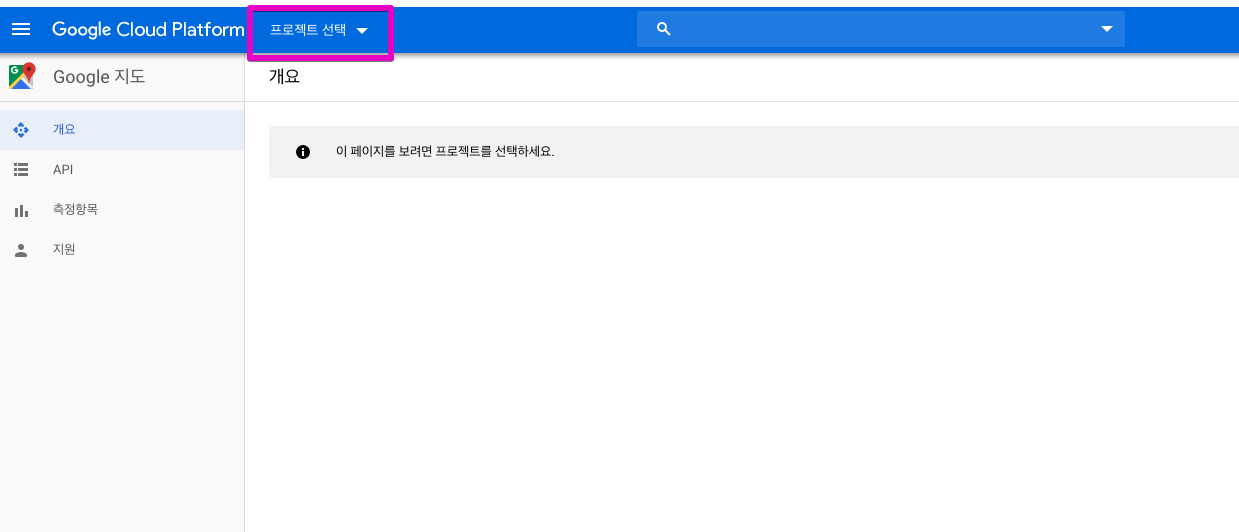 Google Cloud Platform 프로젝트 선택
G Google 지도
개요
개요
이 페이지를 보려면 프로젝트를 선택하세요.
API
측정항목
지원